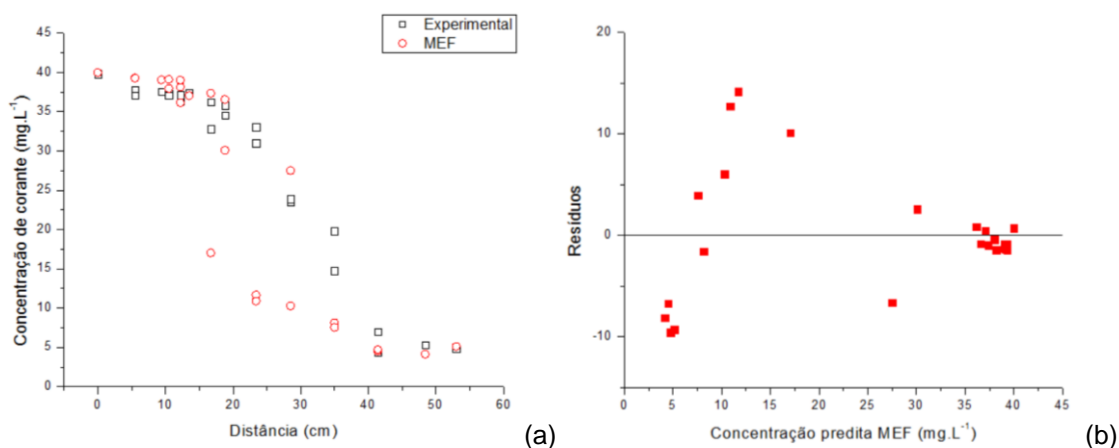 Experimental
MEF
Concentração de corante (mg.L⁻¹)
45
40
35
30
25
20
15
10
5
0
0 10 20 30 40 50 60
Distância (cm)
(a)
Resíduos
20
10
0
-10
0 5 10 15 20 25 30 35 40 45
Concentração predita MEF (mg.L⁻¹)
(b)